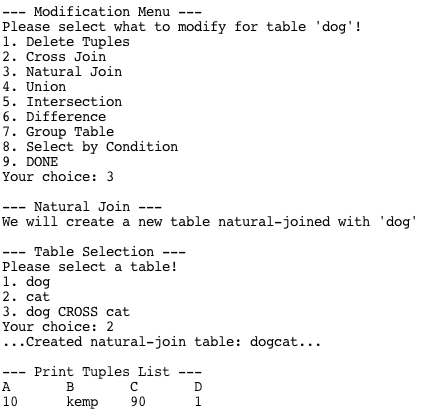 --- Modification Menu ---
Please select what to modify for table 'dog'!
1. Delete Tuples
2. Cross Join
3. Natural Join
4. Union
5. Intersection
6. Difference
7. Group Table
8. Select by Condition
9. DONE
Your choice: 3
--- Natural Join ---
We will create a new table natural-joined with 'dog'
--- Table Selection ---
Please select a table!
1. dog
2. cat
3. dog CROSS cat
Your choice: 2
...Created natural-join table: dogcat...
--- Print Tuples List ---
A B C D
10 kemp 90 1